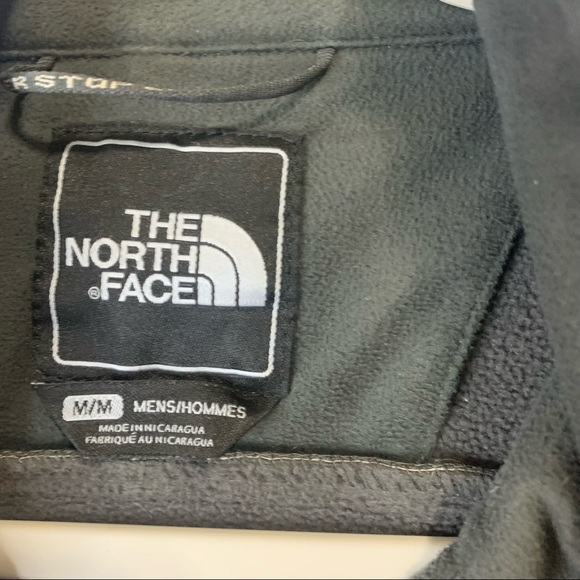 THE
NORTH
®FACE
M/M MENS/HOMMES
MADE IN NICARAGUA
FABRIQUÉ AU NICARAGUA